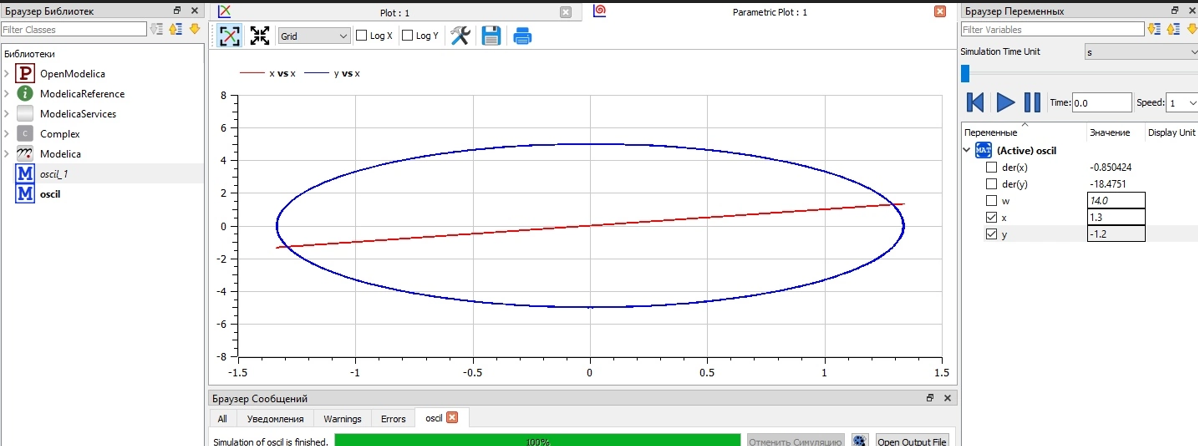 Браузер Библиотек
Filter Classes
Библиотеки
P OpenModelica
i ModelicaReference
ModelicaServices
C Complex
Modelica
M oscil_1
M oscil
Plot : 1
Parametric Plot : 1
Grid Log X Log Y
x vs x y vs x
8
6
4
2
0
-2
-4
-6
-8
-1.5 -1 -0.5 0 0.5 1 1.5
Браузер Сообщений
All Уведомления Warnings Errors oscil
Simulation of oscil is finished. 100% Отменить Симуляцию Open Output File
Браузер Переменных
Filter Variables
Simulation Time Unit s
Time: 0.0 Speed: 1
Переменные Значение Display Unit
MAT (Active) oscil
der(x) -0.850424
der(y) -18.4751
w 14.0
x 1.3
y -1.2